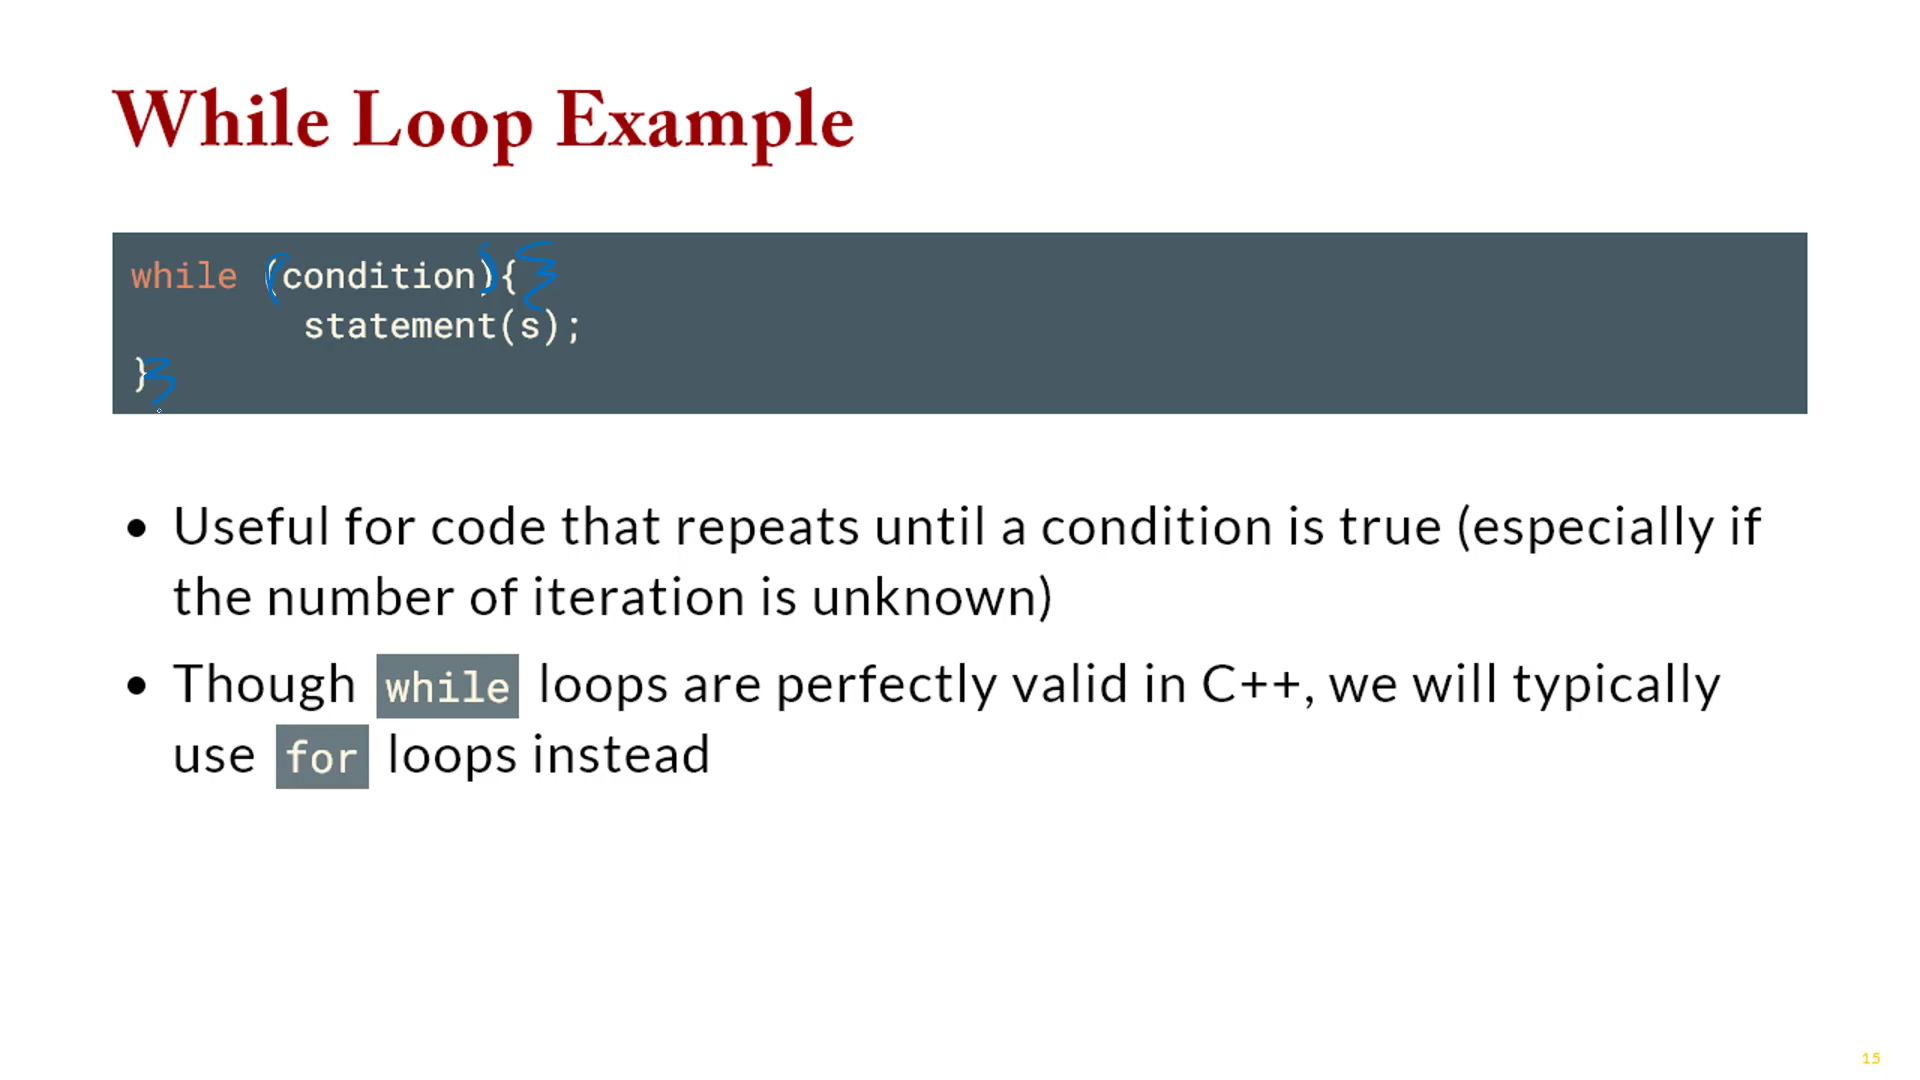 While Loop Example
while (condition){
statement(s);
}
• Useful for code that repeats until a condition is true (especially if
the number of iteration is unknown)
• Though while loops are perfectly valid in C++, we will typically
use for loops instead
15